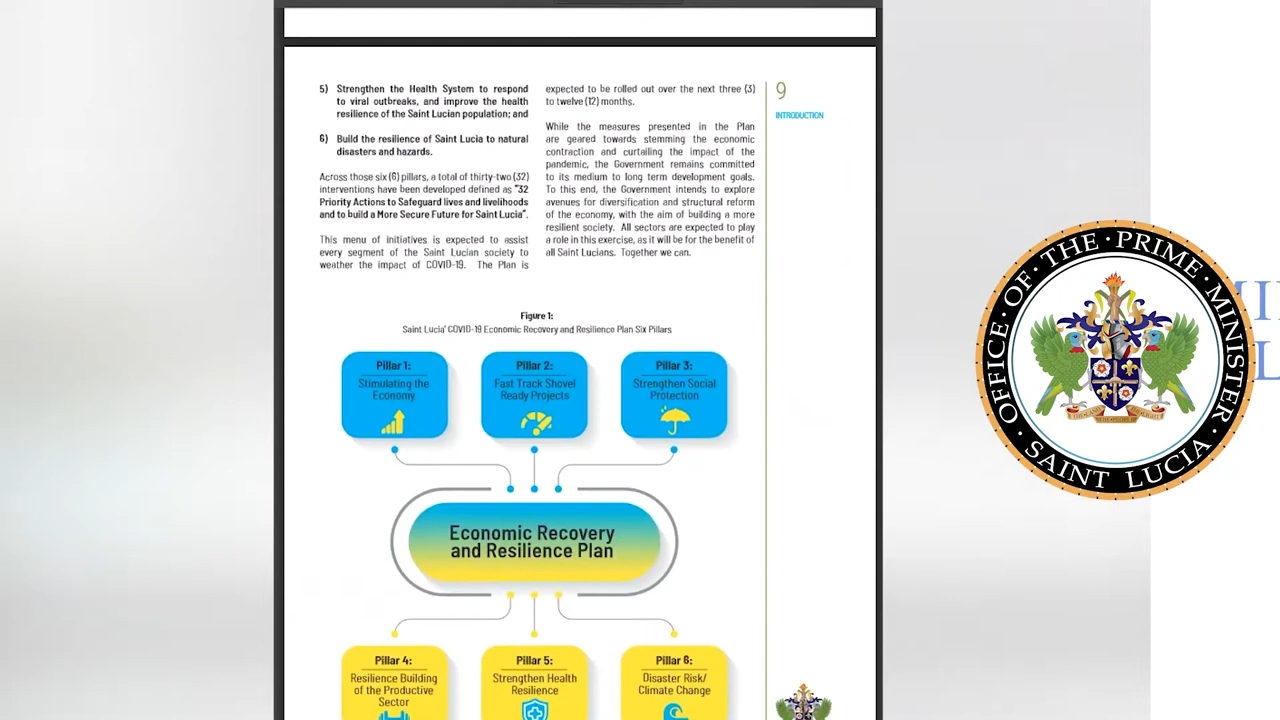 5) Strengthen the Health System to respond
to viral outbreaks, and improve the health
resilience of the Saint Lucian population; and
6) Build the resilience of Saint Lucia to natural
disasters and hazards.
Across those six (6) pillars, a total of thirty-two (32)
interventions have been developed defined as "32
Priority Actions to Safeguard lives and livelihoods
and to build a More Secure Future for Saint Lucia".
This menu of initiatives is expected to assist
every segment of the Saint Lucian society to
weather the impact of COVID-19. The Plan is
expected to be rolled out over the next three (3)
to twelve (12) months.
While the measures presented in the Plan
are geared towards stemming the economic
contraction and curtailing the impact of the
pandemic, the Government remains committed
to its medium to long term development goals.
To this end, the Government intends to explore
avenues for diversification and structural reform
of the economy, with the aim of building a more
resilient society. All sectors are expected to play
a role in this exercise, as it will be for the benefit of
all Saint Lucians. Together we can.
9
INTRODUCTION
Figure 1:
Saint Lucia' COVID-19 Economic Recovery and Resilience Plan Six Pillars
Pillar 1:
Stimulating the
Economy
Pillar 2:
Fast Track Shovel
Ready Projects
Pillar 3:
Strengthen Social
Protection
Economic Recovery
and Resilience Plan
Pillar 4:
Resilience Building
of the Productive
Sector
Pillar 5:
Strengthen Health
Resilience
Pillar 6:
Disaster Risk/
Climate Change
OFFICE · OF · THE · PRIME · MINISTER
SAINT LUCIA